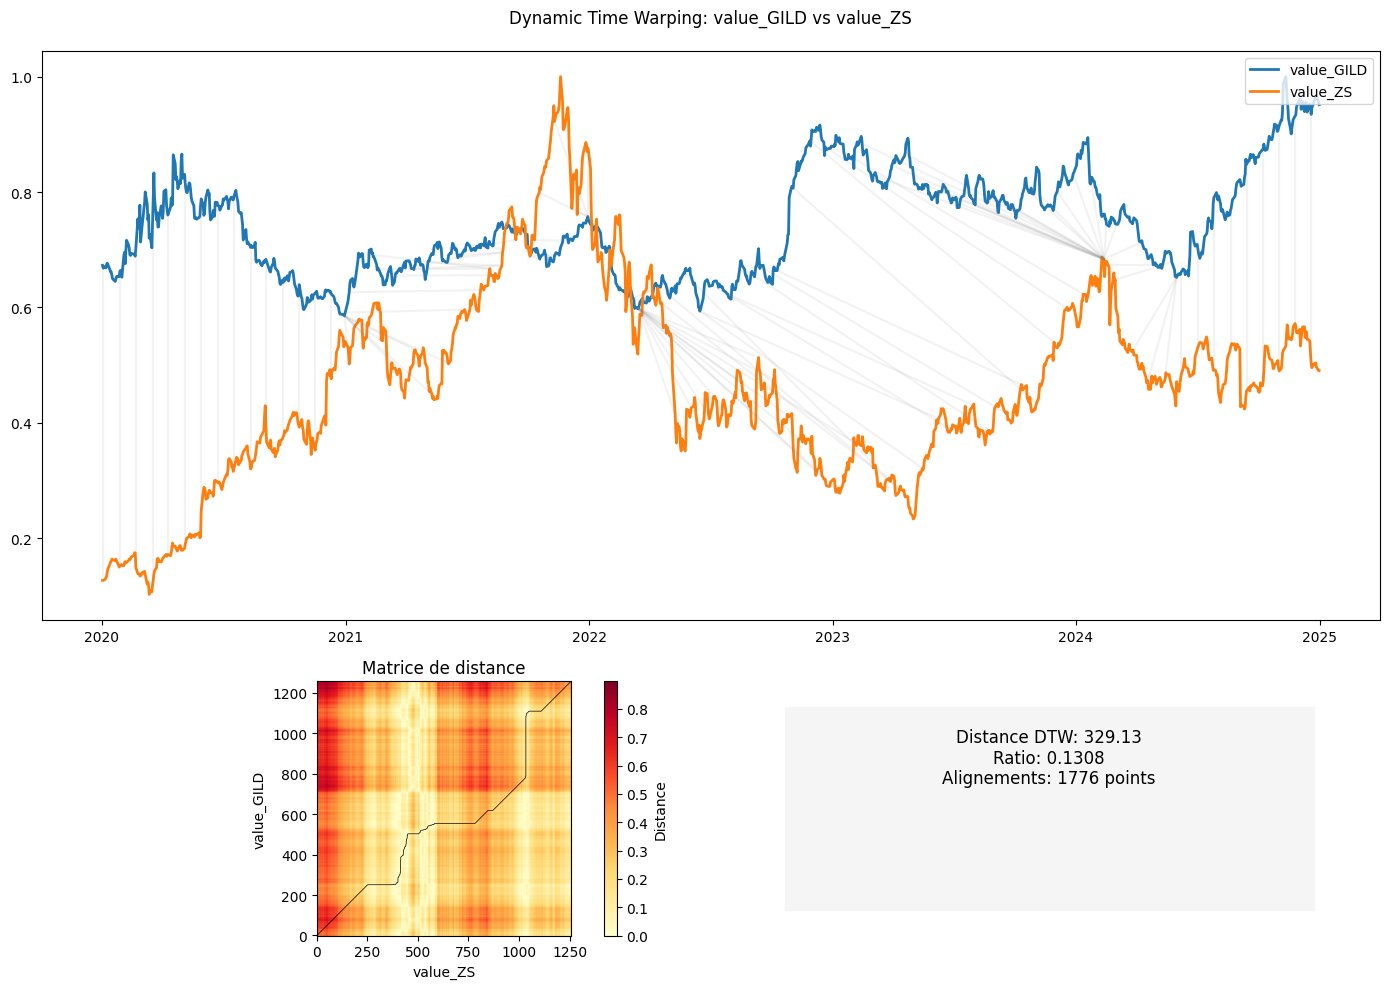 Dynamic Time Warping: value_GILD vs value_ZS
value_GILD
value_ZS
1.0
0.8
0.6
0.4
0.2
2020 2021 2022 2023 2024 2025
Matrice de distance
value_GILD
1200
1000
800
600
400
200
0
0 250 500 750 1000 1250
value_ZS
0.8
0.7
0.6
0.5
0.4
0.3
0.2
0.1
0.0
Distance
Distance DTW: 329.13
Ratio: 0.1308
Alignements: 1776 points